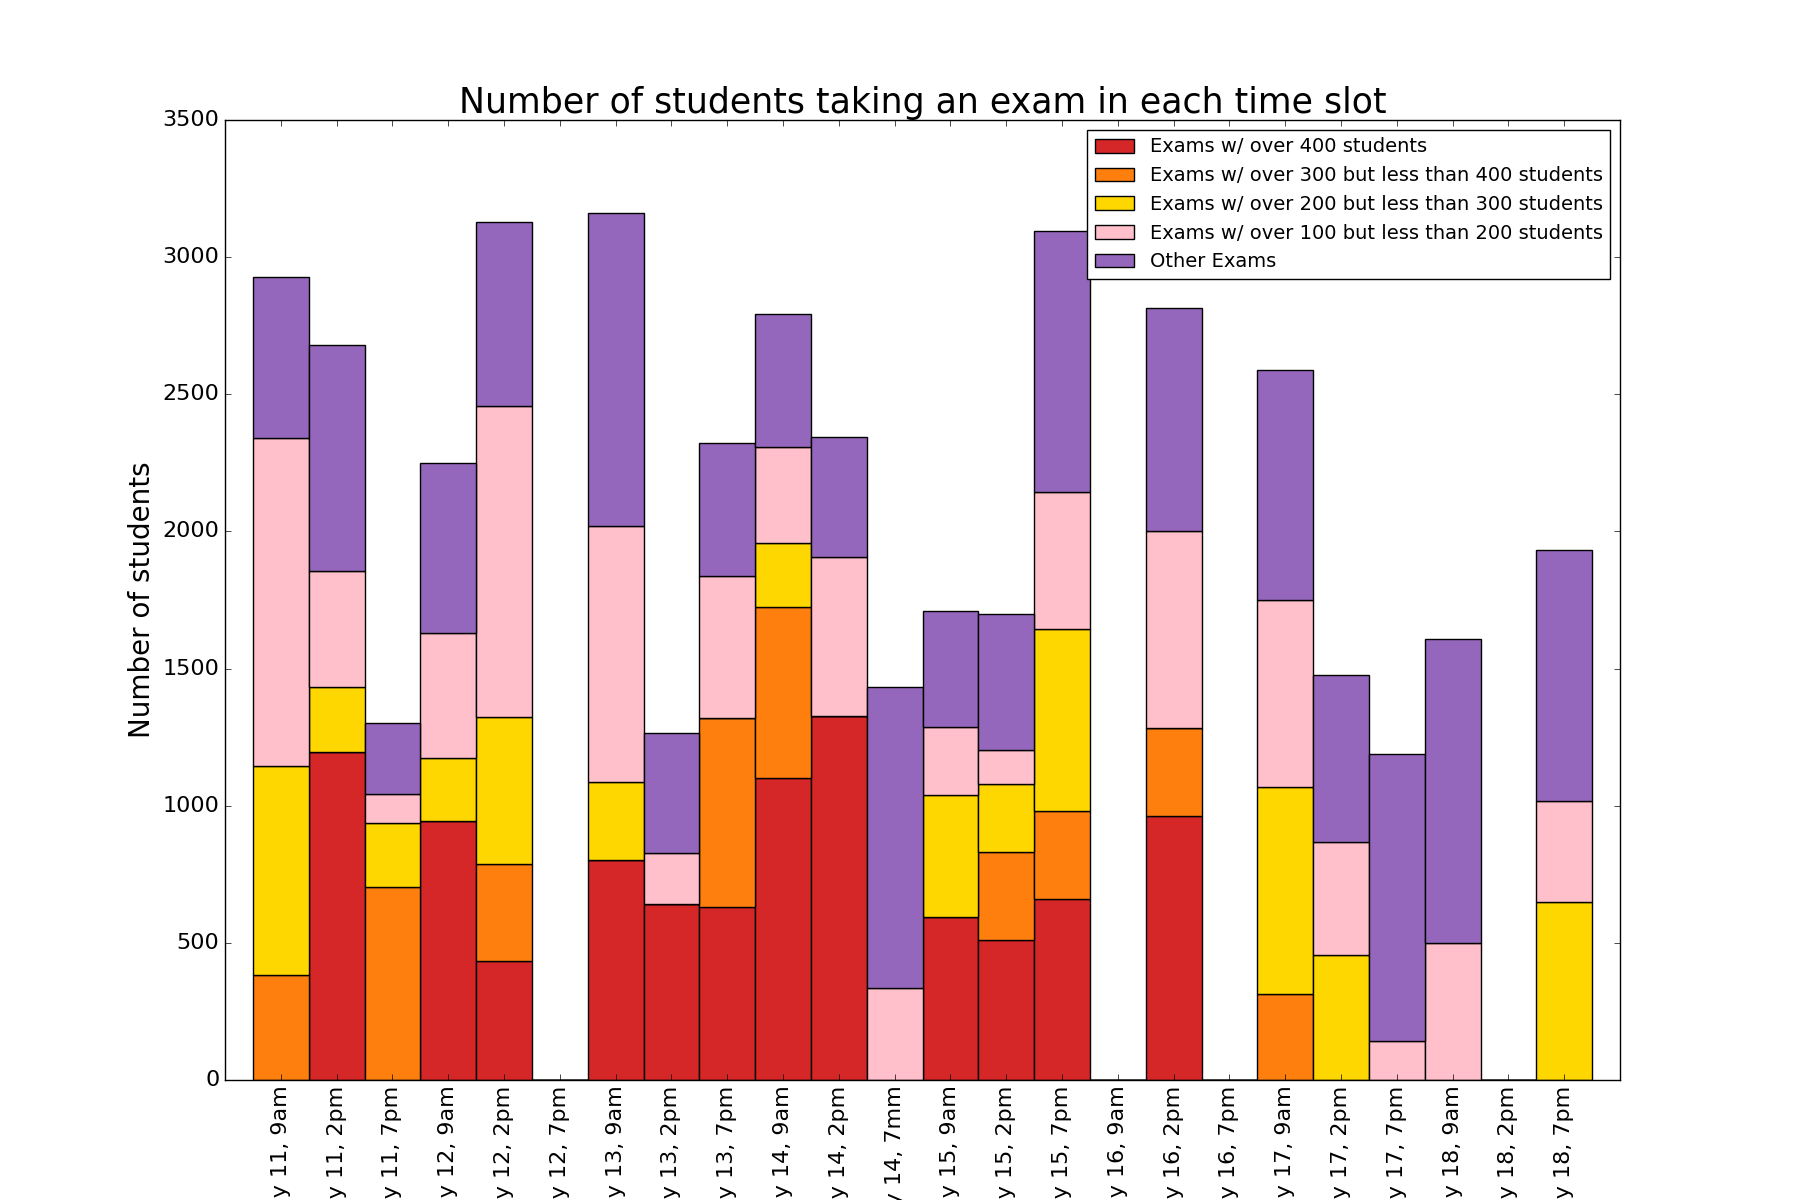 Number of students taking an exam in each time slot
Exams w/ over 400 students
Exams w/ over 300 but less than 400 students
Exams w/ over 200 but less than 300 students
Exams w/ over 100 but less than 200 students
Other Exams
Number of students
3500
3000
2500
2000
1500
1000
500
0
y 11, 9am
y 11, 2pm
y 11, 7pm
y 12, 9am
y 12, 2pm
y 12, 7pm
y 13, 9am
y 13, 2pm
y 13, 7pm
y 14, 9am
y 14, 2pm
y 14, 7mm
y 15, 9am
y 15, 2pm
y 15, 7pm
y 16, 9am
y 16, 2pm
y 16, 7pm
y 17, 9am
y 17, 2pm
y 17, 7pm
y 18, 9am
y 18, 2pm
y 18, 7pm